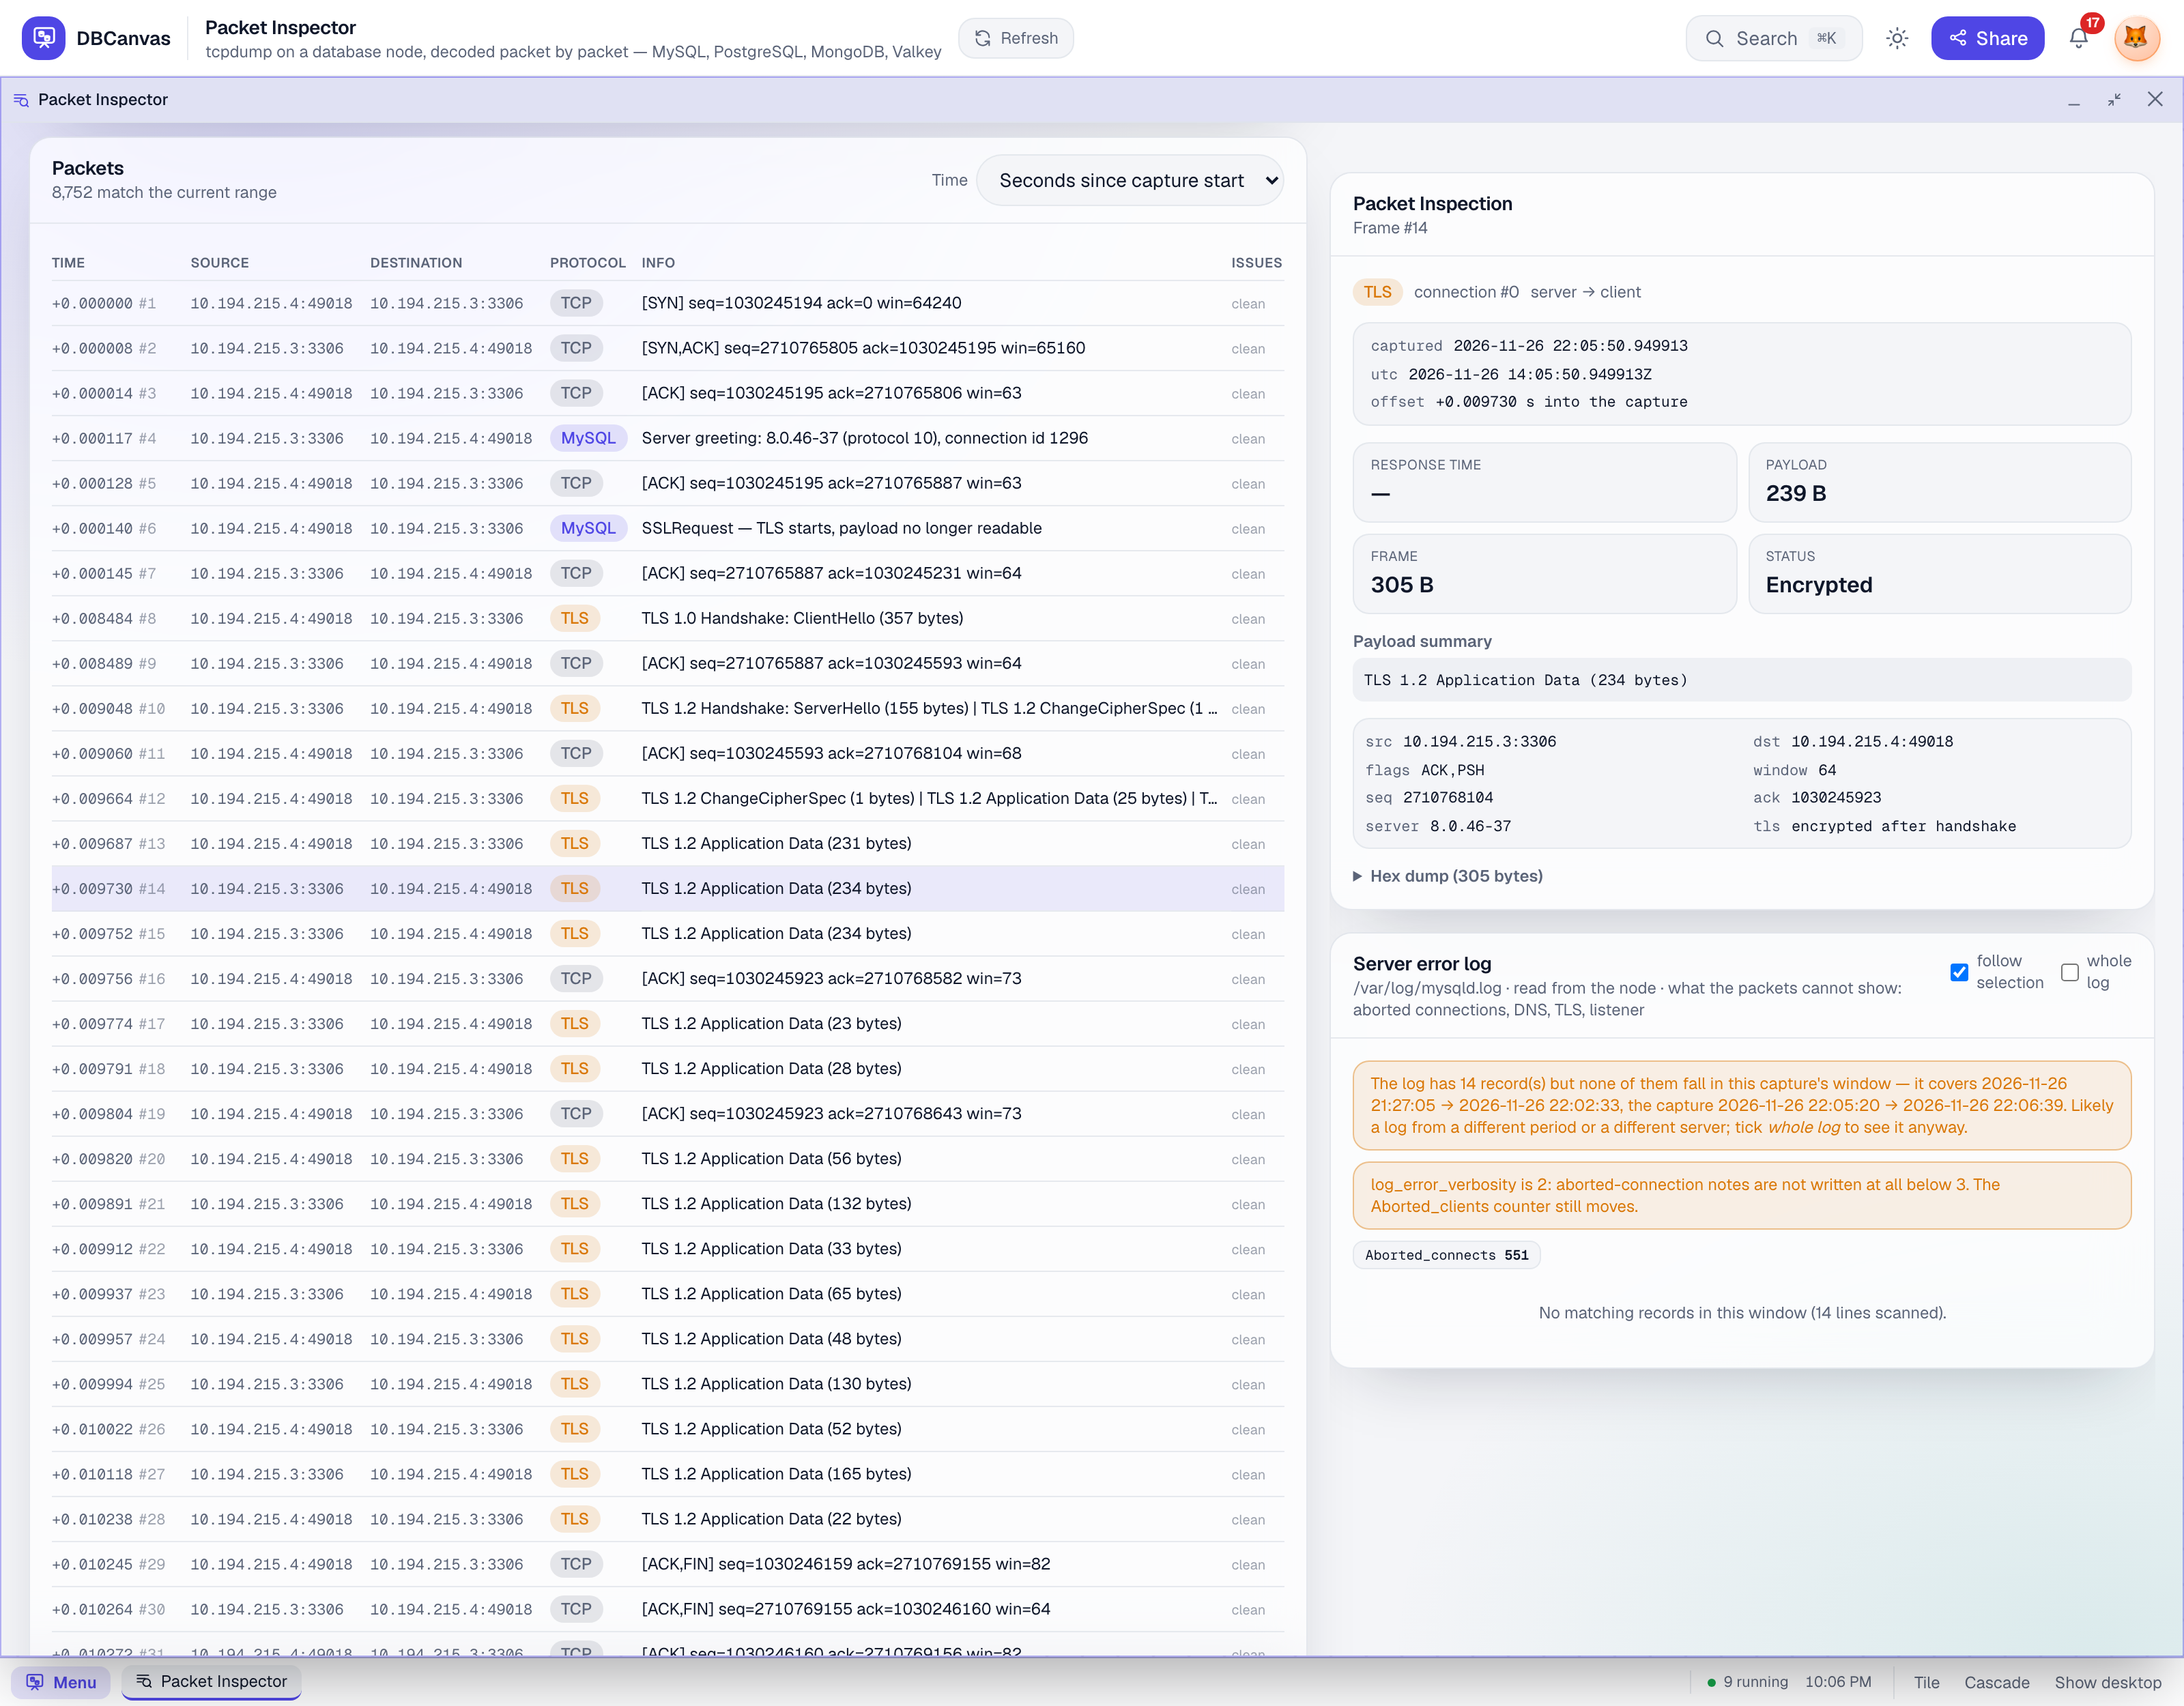 DBCanvas
Packet Inspector
tcpdump on a database node, decoded packet by packet — MySQL, PostgreSQL, MongoDB, Valkey
Refresh
Search ⌘K
Share
17
Packet Inspector
Packets
8,752 match the current range
Time Seconds since capture start
TIME SOURCE DESTINATION PROTOCOL INFO ISSUES
+0.000000 #1 10.194.215.4:49018 10.194.215.3:3306 TCP [SYN] seq=1030245194 ack=0 win=64240 clean
+0.000008 #2 10.194.215.3:3306 10.194.215.4:49018 TCP [SYN,ACK] seq=2710765805 ack=1030245195 win=65160 clean
+0.000014 #3 10.194.215.4:49018 10.194.215.3:3306 TCP [ACK] seq=1030245195 ack=2710765806 win=63 clean
+0.000117 #4 10.194.215.3:3306 10.194.215.4:49018 MySQL Server greeting: 8.0.46-37 (protocol 10), connection id 1296 clean
+0.000128 #5 10.194.215.4:49018 10.194.215.3:3306 TCP [ACK] seq=1030245195 ack=2710765887 win=63 clean
+0.000140 #6 10.194.215.4:49018 10.194.215.3:3306 MySQL SSLRequest — TLS starts, payload no longer readable clean
+0.000145 #7 10.194.215.3:3306 10.194.215.4:49018 TCP [ACK] seq=2710765887 ack=1030245231 win=64 clean
+0.008484 #8 10.194.215.4:49018 10.194.215.3:3306 TLS TLS 1.0 Handshake: ClientHello (357 bytes) clean
+0.008489 #9 10.194.215.3:3306 10.194.215.4:49018 TCP [ACK] seq=2710765887 ack=1030245593 win=64 clean
+0.009048 #10 10.194.215.3:3306 10.194.215.4:49018 TLS TLS 1.2 Handshake: ServerHello (155 bytes) | TLS 1.2 ChangeCipherSpec (1 ... clean
+0.009060 #11 10.194.215.4:49018 10.194.215.3:3306 TCP [ACK] seq=1030245593 ack=2710768104 win=68 clean
+0.009664 #12 10.194.215.4:49018 10.194.215.3:3306 TLS TLS 1.2 ChangeCipherSpec (1 bytes) | TLS 1.2 Application Data (25 bytes) | T... clean
+0.009687 #13 10.194.215.4:49018 10.194.215.3:3306 TLS TLS 1.2 Application Data (231 bytes) clean
+0.009730 #14 10.194.215.3:3306 10.194.215.4:49018 TLS TLS 1.2 Application Data (234 bytes) clean
+0.009752 #15 10.194.215.3:3306 10.194.215.4:49018 TLS TLS 1.2 Application Data (234 bytes) clean
+0.009756 #16 10.194.215.4:49018 10.194.215.3:3306 TCP [ACK] seq=1030245923 ack=2710768582 win=73 clean
+0.009774 #17 10.194.215.3:3306 10.194.215.4:49018 TLS TLS 1.2 Application Data (23 bytes) clean
+0.009791 #18 10.194.215.3:3306 10.194.215.4:49018 TLS TLS 1.2 Application Data (28 bytes) clean
+0.009804 #19 10.194.215.4:49018 10.194.215.3:3306 TCP [ACK] seq=1030245923 ack=2710768643 win=73 clean
+0.009820 #20 10.194.215.4:49018 10.194.215.3:3306 TLS TLS 1.2 Application Data (56 bytes) clean
+0.009891 #21 10.194.215.3:3306 10.194.215.4:49018 TLS TLS 1.2 Application Data (132 bytes) clean
+0.009912 #22 10.194.215.4:49018 10.194.215.3:3306 TLS TLS 1.2 Application Data (33 bytes) clean
+0.009937 #23 10.194.215.3:3306 10.194.215.4:49018 TLS TLS 1.2 Application Data (65 bytes) clean
+0.009957 #24 10.194.215.4:49018 10.194.215.3:3306 TLS TLS 1.2 Application Data (48 bytes) clean
+0.009994 #25 10.194.215.3:3306 10.194.215.4:49018 TLS TLS 1.2 Application Data (130 bytes) clean
+0.010022 #26 10.194.215.4:49018 10.194.215.3:3306 TLS TLS 1.2 Application Data (52 bytes) clean
+0.010118 #27 10.194.215.3:3306 10.194.215.4:49018 TLS TLS 1.2 Application Data (165 bytes) clean
+0.010238 #28 10.194.215.4:49018 10.194.215.3:3306 TLS TLS 1.2 Application Data (22 bytes) clean
+0.010245 #29 10.194.215.4:49018 10.194.215.3:3306 TCP [ACK,FIN] seq=1030246159 ack=2710769155 win=82 clean
+0.010264 #30 10.194.215.3:3306 10.194.215.4:49018 TCP [ACK,FIN] seq=2710769155 ack=1030246160 win=64 clean
+0.010272 #31 10.194.215.4:49018 10.194.215.3:3306 TCP [ACK] seq=1030246160 ack=2710769156 win=82 clean
Packet Inspection
Frame #14
TLS connection #0 server → client
captured 2026-11-26 22:05:50.949913
utc 2026-11-26 14:05:50.949913Z
offset +0.009730 s into the capture
RESPONSE TIME
—
PAYLOAD
239 B
FRAME
305 B
STATUS
Encrypted
Payload summary
TLS 1.2 Application Data (234 bytes)
src 10.194.215.3:3306 dst 10.194.215.4:49018
flags ACK,PSH window 64
seq 2710768104 ack 1030245923
server 8.0.46-37 tls encrypted after handshake
Hex dump (305 bytes)
Server error log
/var/log/mysqld.log · read from the node · what the packets cannot show:
aborted connections, DNS, TLS, listener
follow
selection
whole
log
The log has 14 record(s) but none of them fall in this capture's window — it covers 2026-11-26
21:27:05 → 2026-11-26 22:02:33, the capture 2026-11-26 22:05:20 → 2026-11-26 22:06:39. Likely
a log from a different period or a different server; tick whole log to see it anyway.
log_error_verbosity is 2: aborted-connection notes are not written at all below 3. The
Aborted_clients counter still moves.
Aborted_connects 551
No matching records in this window (14 lines scanned).
Menu
Packet Inspector
9 running
10:06 PM
Tile
Cascade
Show desktop